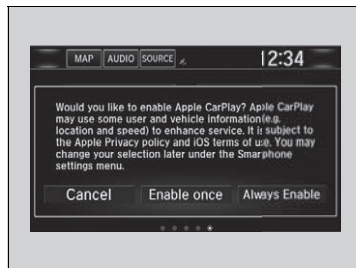 MAP AUDIO SOURCE 12:34
Would you like to enable Apple CarPlay? Apple CarPlay
may use some user and vehicle information(e.g.
location and speed) to enhance service. It is subject to
the Apple Privacy policy and iOS terms of use. You may
change your selection later under the Smarphone
settings menu.
Cancel Enable once Always Enable